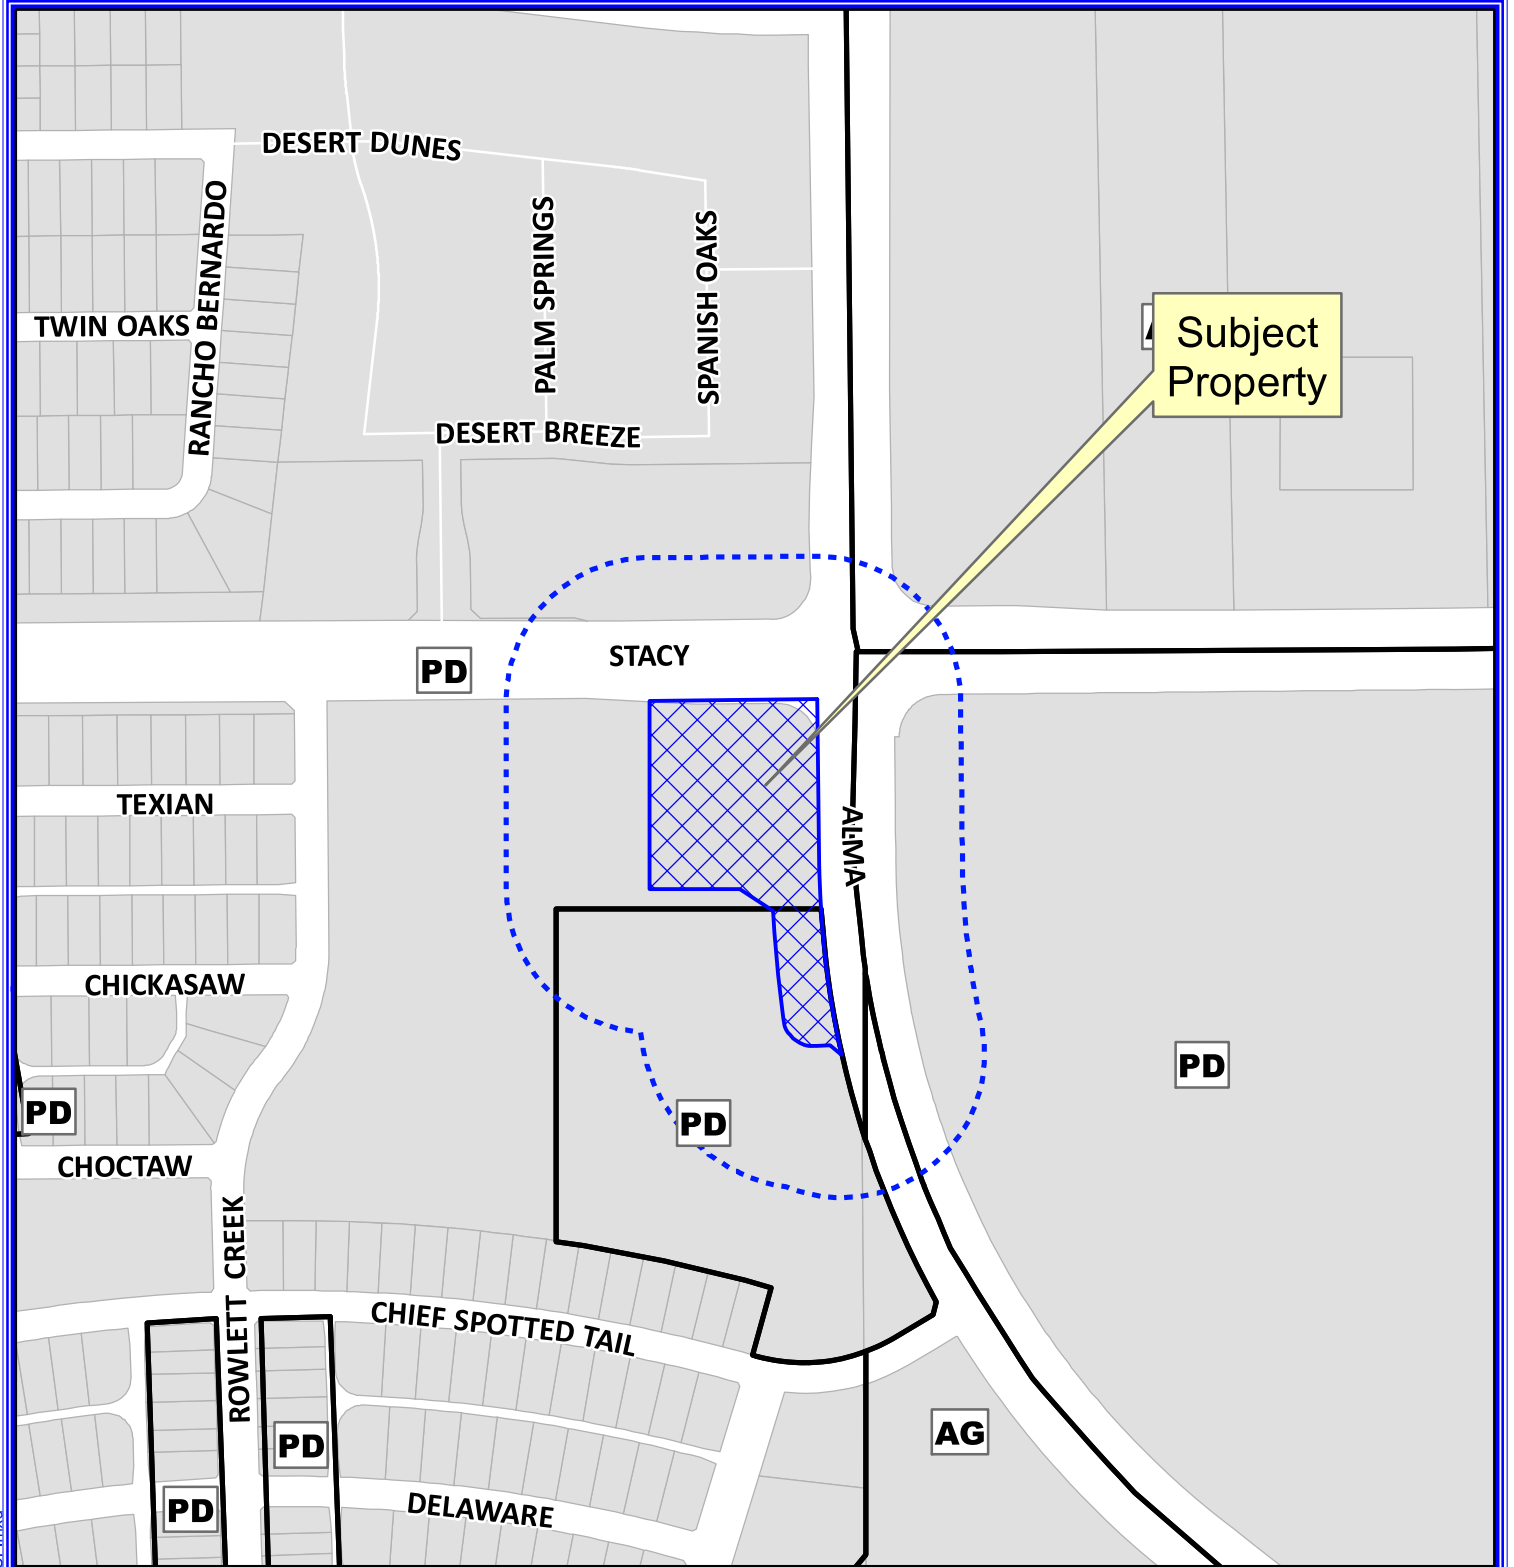 DESERT DUNES
RANCHO BERNARDO
PALM SPRINGS
SPANISH OAKS
TWIN OAKS
Subject
Property
DESERT BREEZE
STACY
PD
TEXIAN
ALMA
CHICKASAW
PD
PD
PD
CHOCTAW
ROWLETT CREEK
CHIEF SPOTTED TAIL
AG
PD
PD
DELAWARE